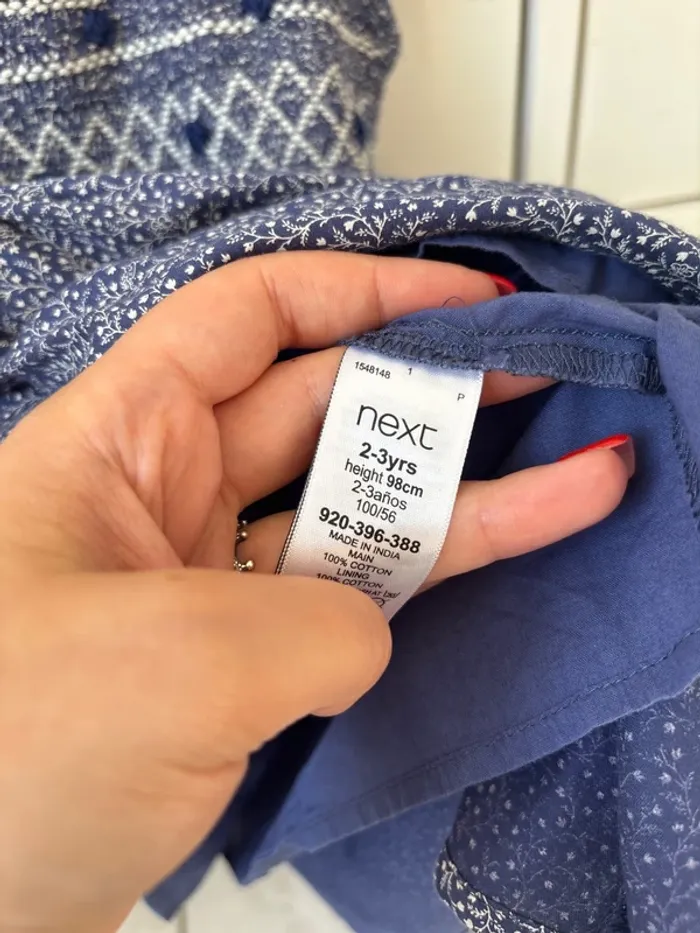 1548148 1
P
next
2-3yrs
height 98cm
2-3años
100/56
920-396-388
MADE IN INDIA
MAIN
100% COTTON
LINING
100% COTTON